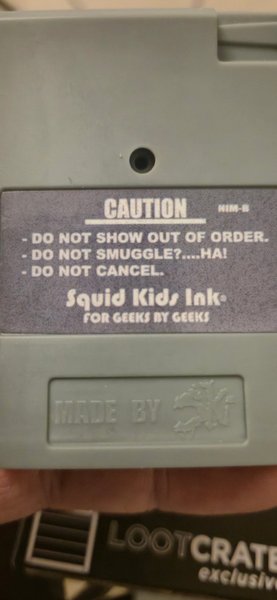 CAUTION NIM-B
- DO NOT SHOW OUT OF ORDER.
- DO NOT SMUGGLE?....HA!
- DO NOT CANCEL.
Squid Kids Ink®
FOR GEEKS BY GEEKS
MADE BY
LOOTCRATE
exclusive